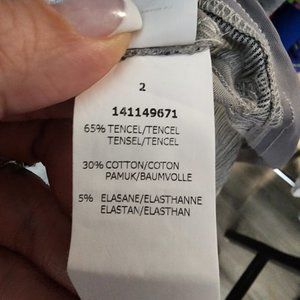 2
141149671
65% TENCEL/TENCEL
TENSEL/TENCEL
30% COTTON/COTON
PAMUK/BAUMVOLLE
5% ELASANE/ELASTHANNE
ELASTAN/ELASTHAN